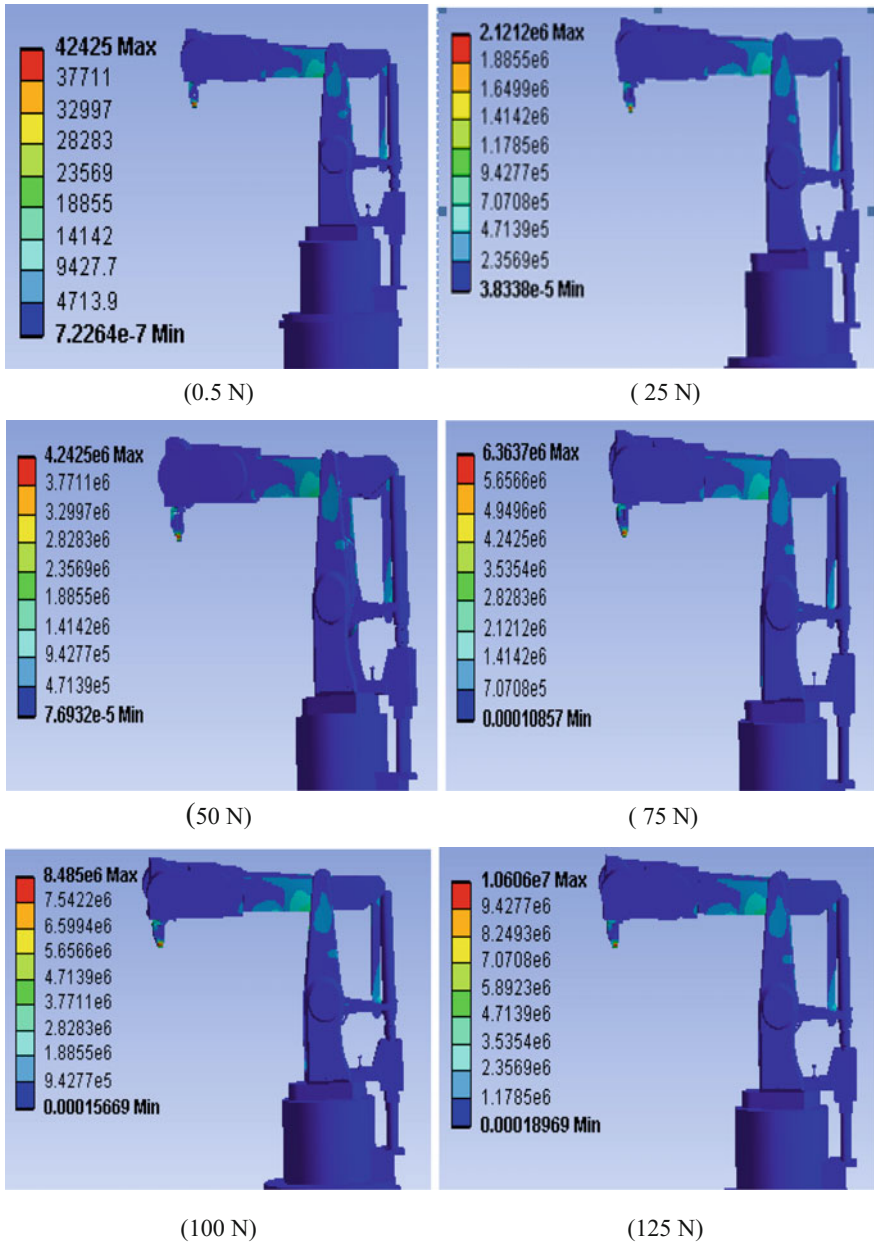 42425 Max
37711
32997
28283
23569
18855
14142
9427.7
4713.9
7.2264e-7 Min
(0.5 N)
2.1212e6 Max
1.8855e6
1.6499e6
1.4142e6
1.1785e6
9.4277e5
7.0708e5
4.7139e5
2.3569e5
3.8338e-5 Min
( 25 N)
4.2425e6 Max
3.7711e6
3.2997e6
2.8283e6
2.3569e6
1.8855e6
1.4142e6
9.4277e5
4.7139e5
7.6932e-5 Min
(50 N)
6.3637e6 Max
5.6566e6
4.9496e6
4.2425e6
3.5354e6
2.8283e6
2.1212e6
1.4142e6
7.0708e5
0.00010857 Min
( 75 N)
8.485e6 Max
7.5422e6
6.5994e6
5.6566e6
4.7139e6
3.7711e6
2.8283e6
1.8855e6
9.4277e5
0.00015669 Min
(100 N)
1.0606e7 Max
9.4277e6
8.2493e6
7.0708e6
5.8923e6
4.7139e6
3.5354e6
2.3569e6
1.1785e6
0.00018969 Min
(125 N)